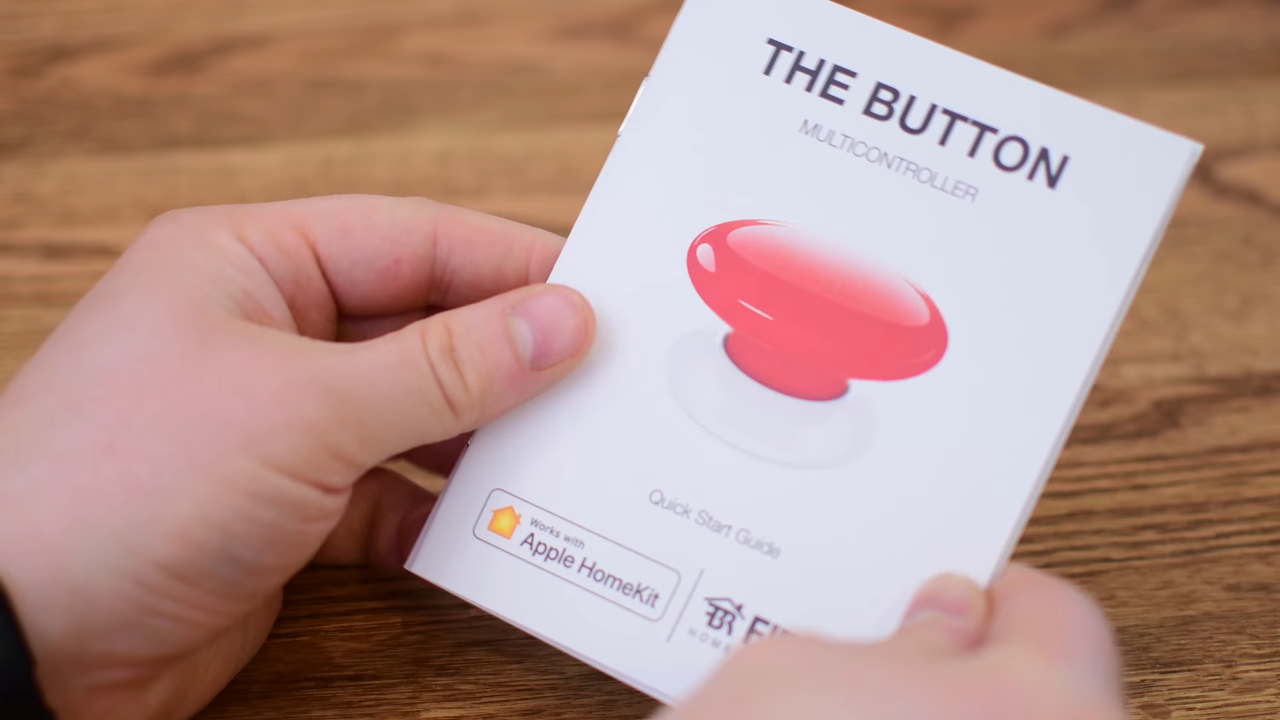 THE BUTTON
MULTICONTROLLER
Quick Start Guide
Works with
Apple HomeKit